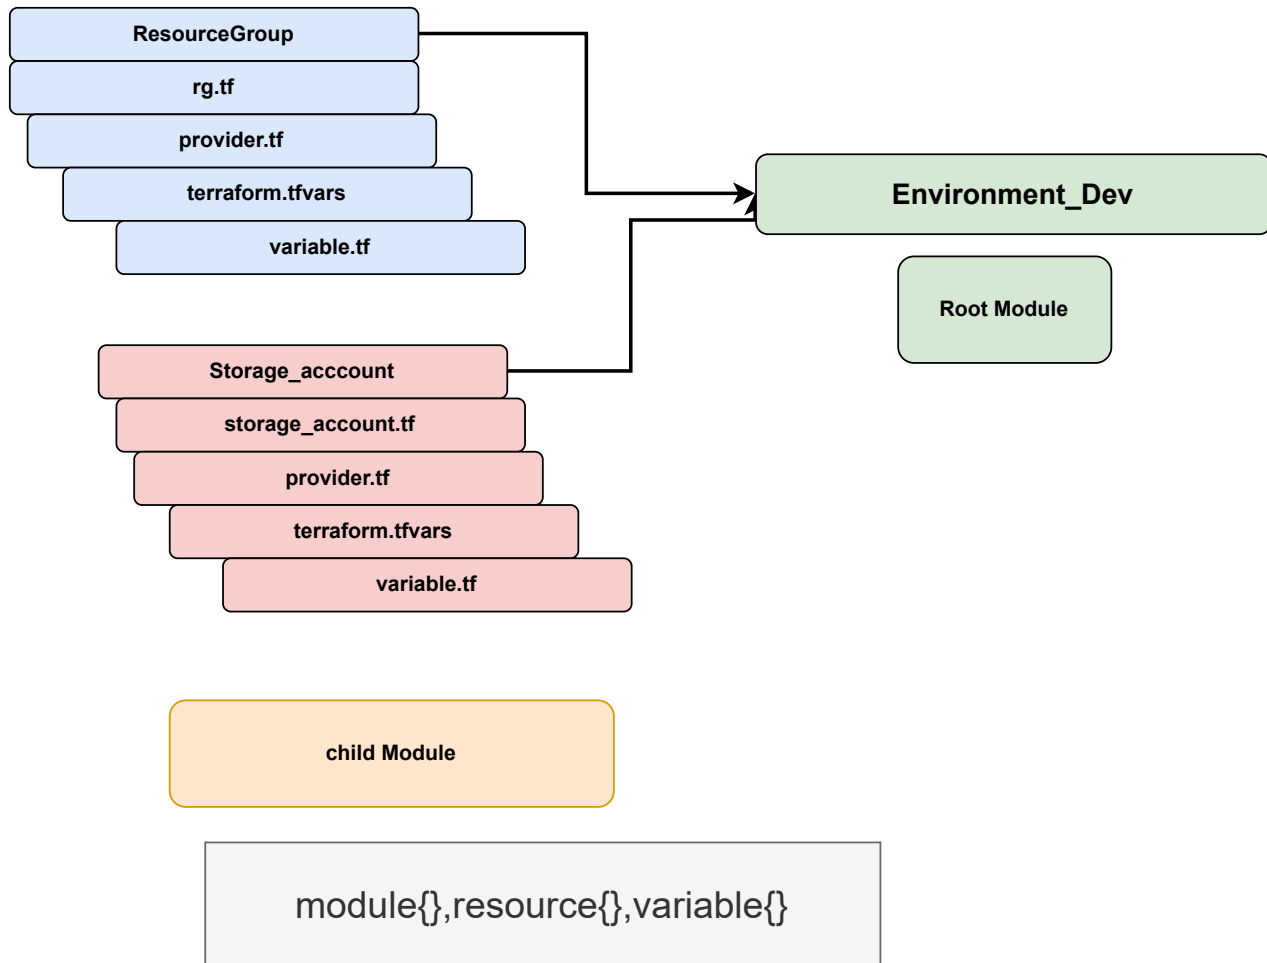 ResourceGroup
rg.tf
provider.tf
terraform.tfvars
variable.tf
Environment_Dev
Root Module
Storage_acccount
storage_account.tf
provider.tf
terraform.tfvars
variable.tf
child Module
module{},resource{},variable{}